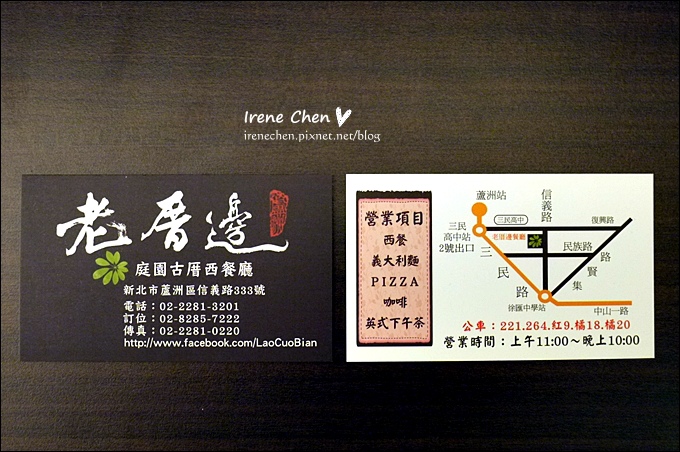 Irene Chen
irenechen.pixnet.net/blog
老厝邊
庭園古厝西餐廳
新北市蘆洲區信義路333號
電話：02-2281-3201
訂位：02-8285-7222
傳真：02-2281-0220
http://www.facebook.com/LaoCuoBian
營業項目
西餐
義大利麵
PIZZA
咖啡
英式下午茶
蘆洲站
三民
高中站
2號出口
三民高中
老厝邊餐廳
信義路
復興路
民族路
三民路
集賢路
徐匯中學站
中山一路
公車：221.264.紅9.橘18.橘20
營業時間：上午11:00～晚上10:00